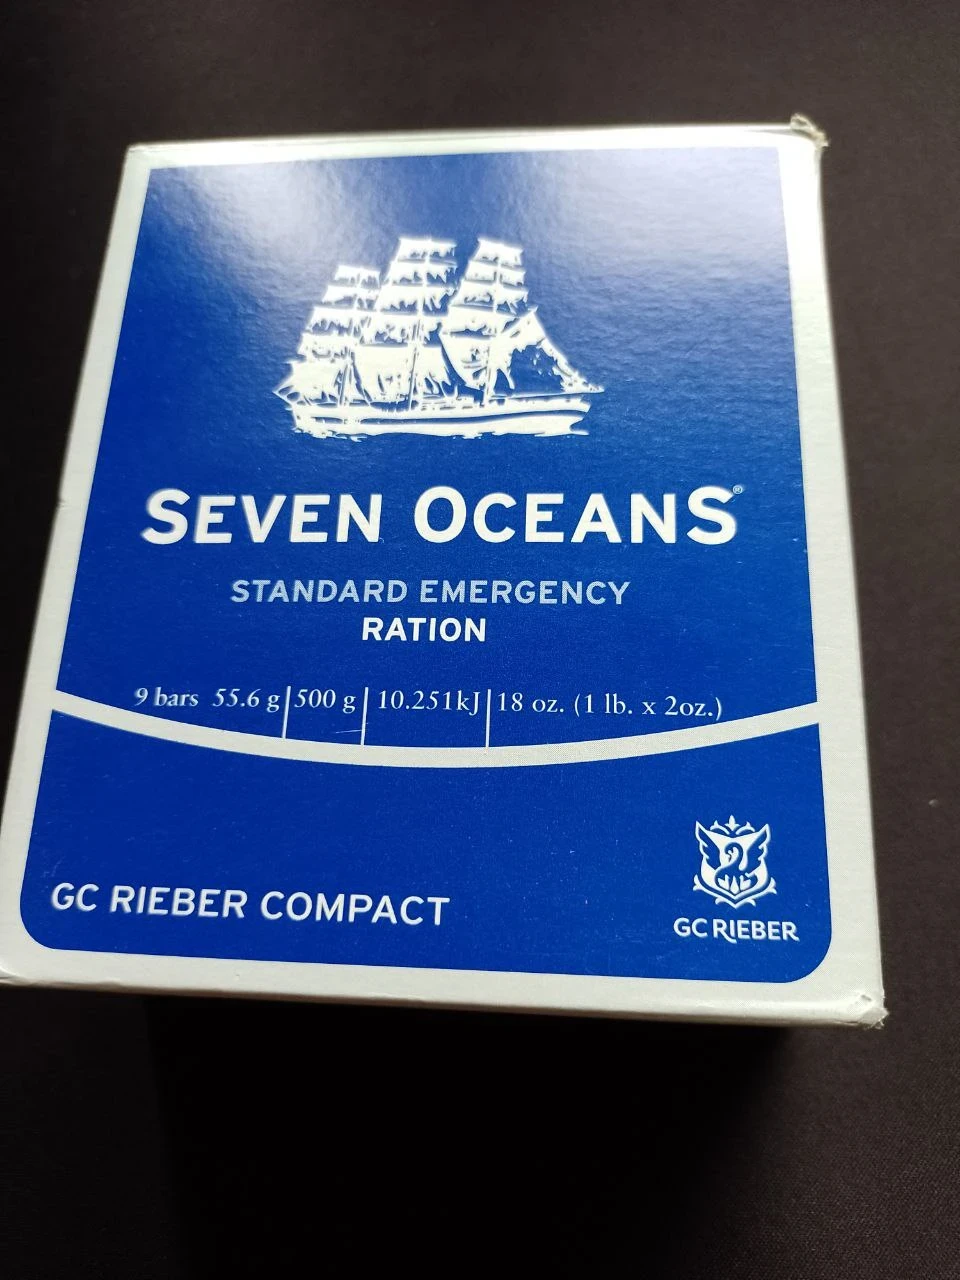 SEVEN OCEANS®
STANDARD EMERGENCY
RATION
9 bars 55.6 g | 500 g | 10.251kJ | 18 oz. (1 lb. x 2oz.)
GC RIEBER COMPACT
GC RIEBER